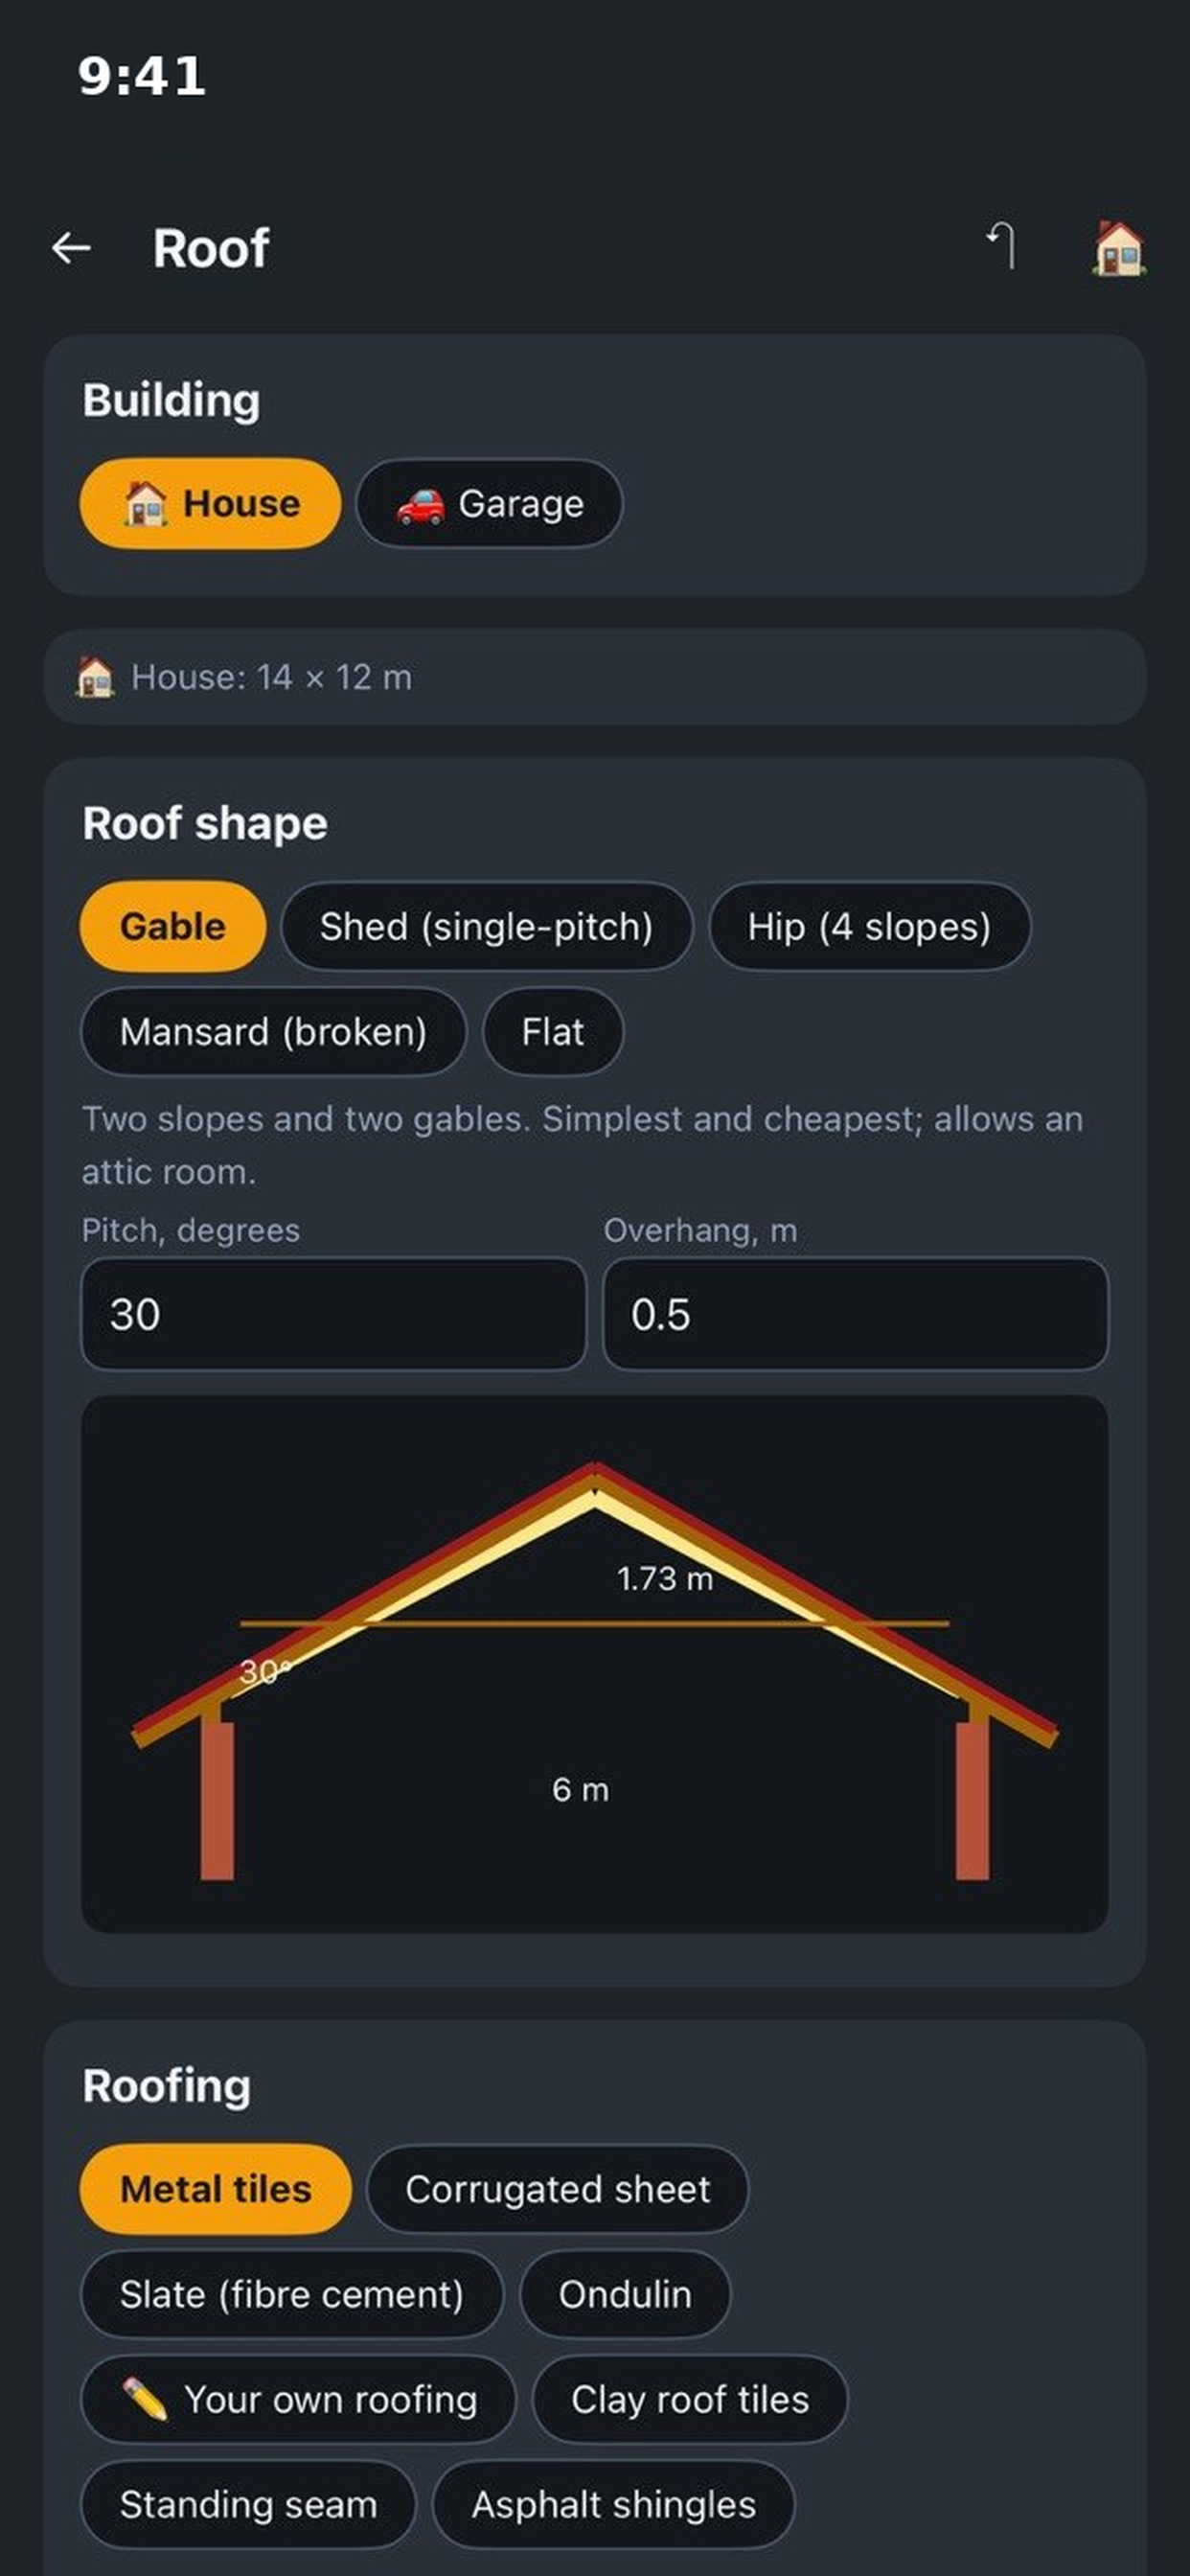 9:41
Roof
Building
House
Garage
House: 14 × 12 m
Roof shape
Gable
Shed (single-pitch)
Hip (4 slopes)
Mansard (broken)
Flat
Two slopes and two gables. Simplest and cheapest; allows an
attic room.
Pitch, degrees
Overhang, m
30
0.5
1.73 m
30°
6 m
Roofing
Metal tiles
Corrugated sheet
Slate (fibre cement)
Ondulin
Your own roofing
Clay roof tiles
Standing seam
Asphalt shingles